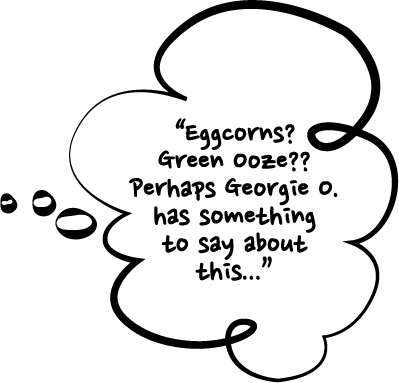 “Eggcorns?
Green Ooze??
Perhaps Georgie O.
has something
to say about
this...”